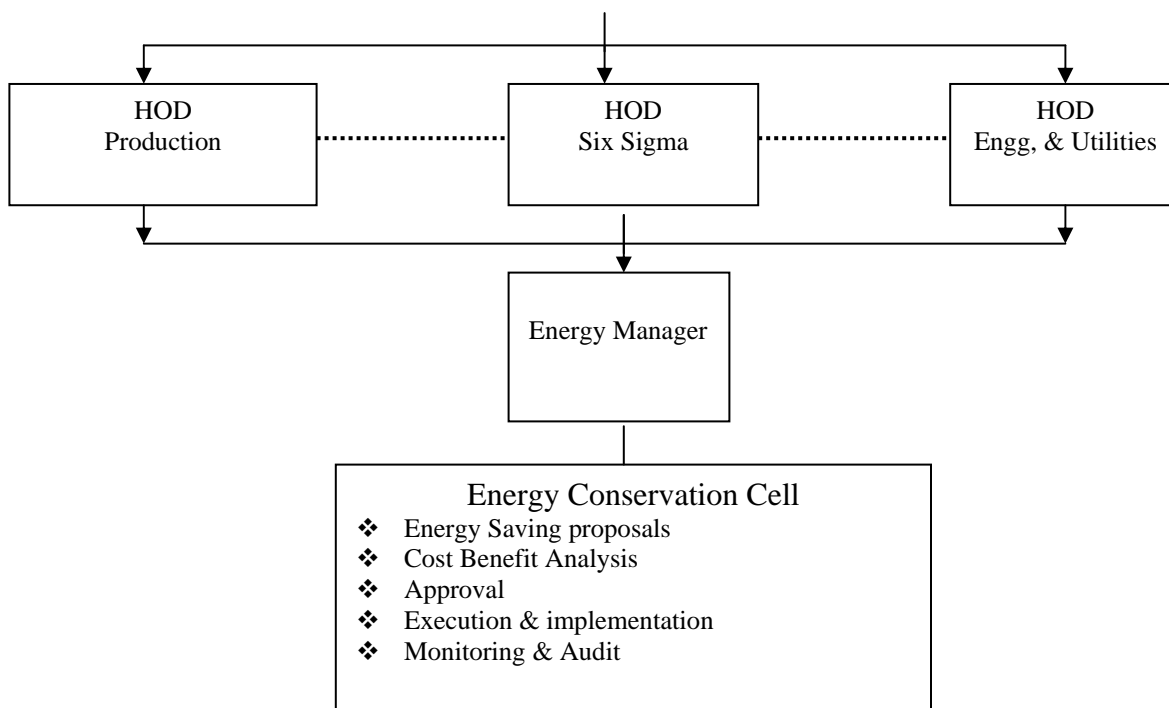 HOD
Production
HOD
Six Sigma
HOD
Engg, & Utilities
Energy Manager
Energy Conservation Cell
❖ Energy Saving proposals
❖ Cost Benefit Analysis
❖ Approval
❖ Execution & implementation
❖ Monitoring & Audit